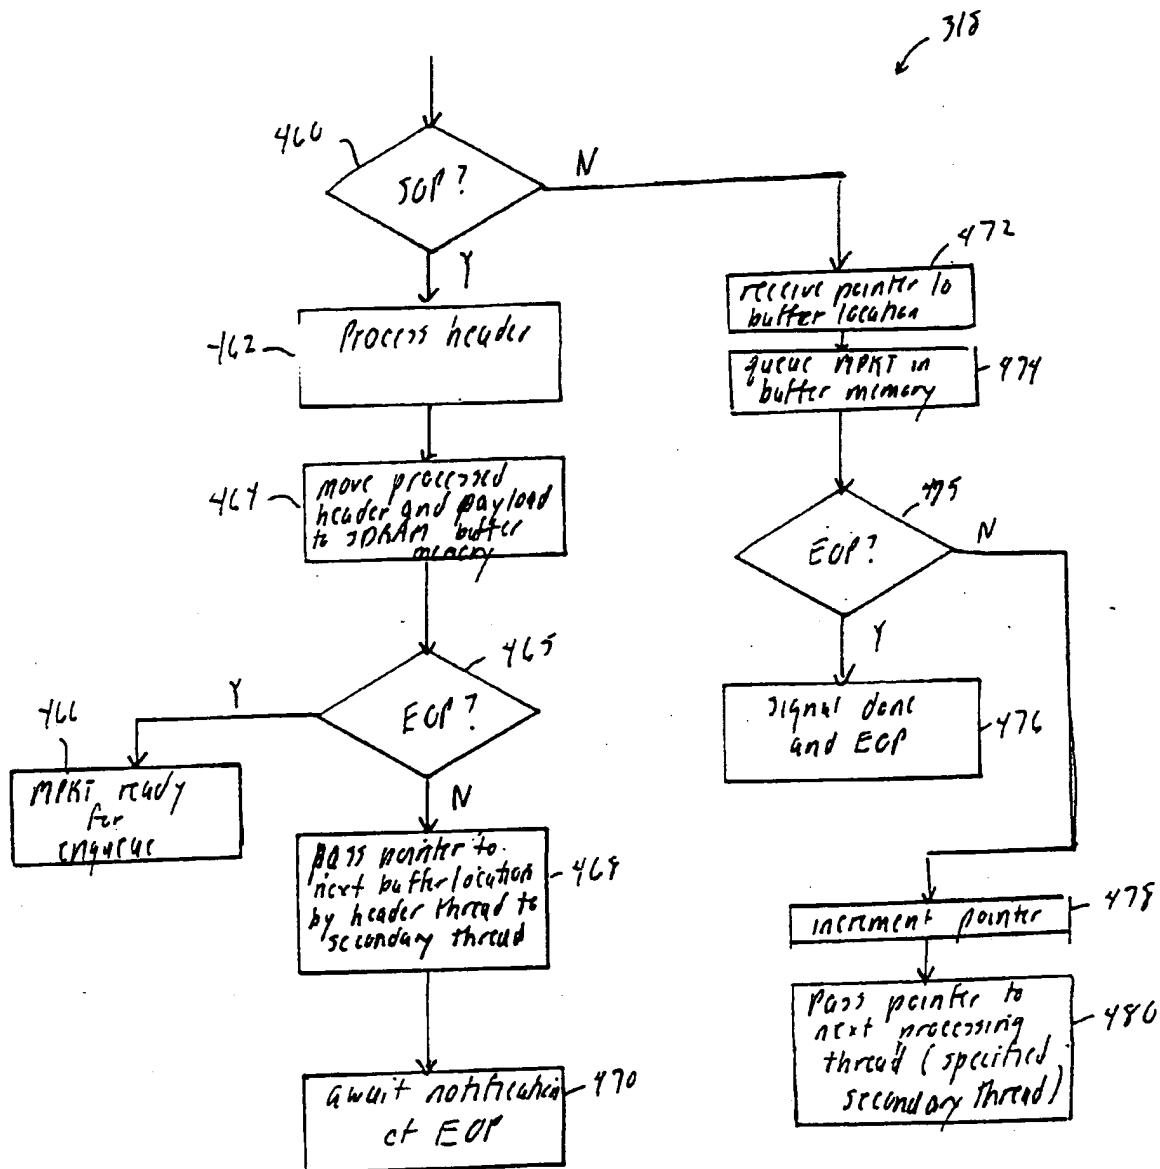 318
460
SOP?
N
Y
462
Process header
472
receive pointer to
buffer location
queue MPKT in
buffer memory
474
464
move processed
header and payload
to SDRAM buffer
memory
475
EOP?
N
Y
465
EOP?
Y
N
466
MPKT ready
for
enqueue
signal done
and EOP
476
pass pointer to
next buffer location
by header thread to
secondary thread
468
increment pointer
478
Pass pointer to
next processing
thread (specified
secondary thread)
480
await notification
of EOP
470